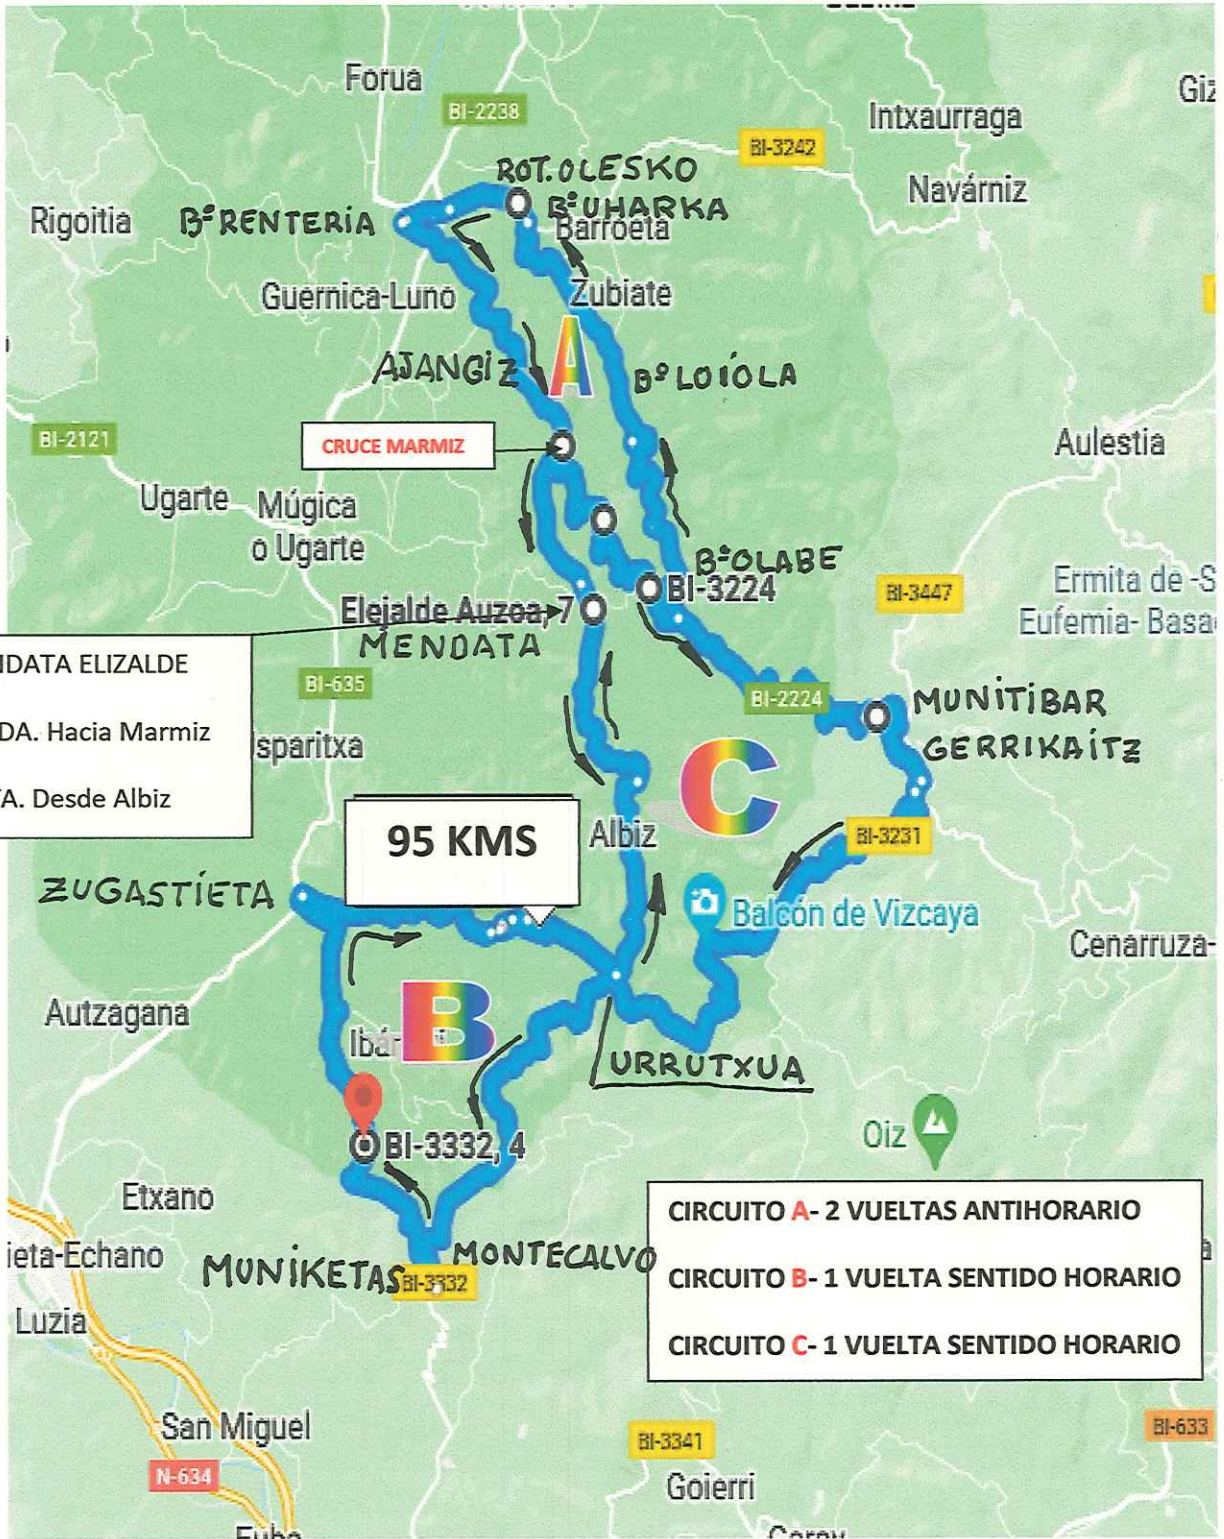 Forua
BI-2238
Intxaurraga
BI-3242
ROT. OLESKO
Navárniz
Rigoitia
Bº RENTERIA
Bº UHARKA
Barroeta
Guernica-Luno
Zubiate
A
AJANGIZ
Bº LOIOLA
BI-2121
CRUCE MARMIZ
Aulestia
Ugarte
Múgica
o Ugarte
Bº OLABE
BI-3224
BI-3447
Ermita de -S
Eufemia- Basa
Elejalde Auzoa, 7
MENDATA
NDATA ELIZALDE
DA. Hacia Marmiz
TA. Desde Albiz
BI-635
BI-2224
MUNITIBAR
GERRIKAITZ
sparitxa
C
95 KMS
Albiz
BI-3231
ZUGASTIETA
Balcón de Vizcaya
Cenarruza-
Autzagana
B
URRUTXUA
Oiz
BI-3332, 4
Etxano
ieta-Echano
MUNIKETAS
MONTECALVO
BI-3332
Luzia
CIRCUITO A- 2 VUELTAS ANTIHORARIO
CIRCUITO B- 1 VUELTA SENTIDO HORARIO
CIRCUITO C- 1 VUELTA SENTIDO HORARIO
San Miguel
BI-3341
BI-633
N-634
Goierri